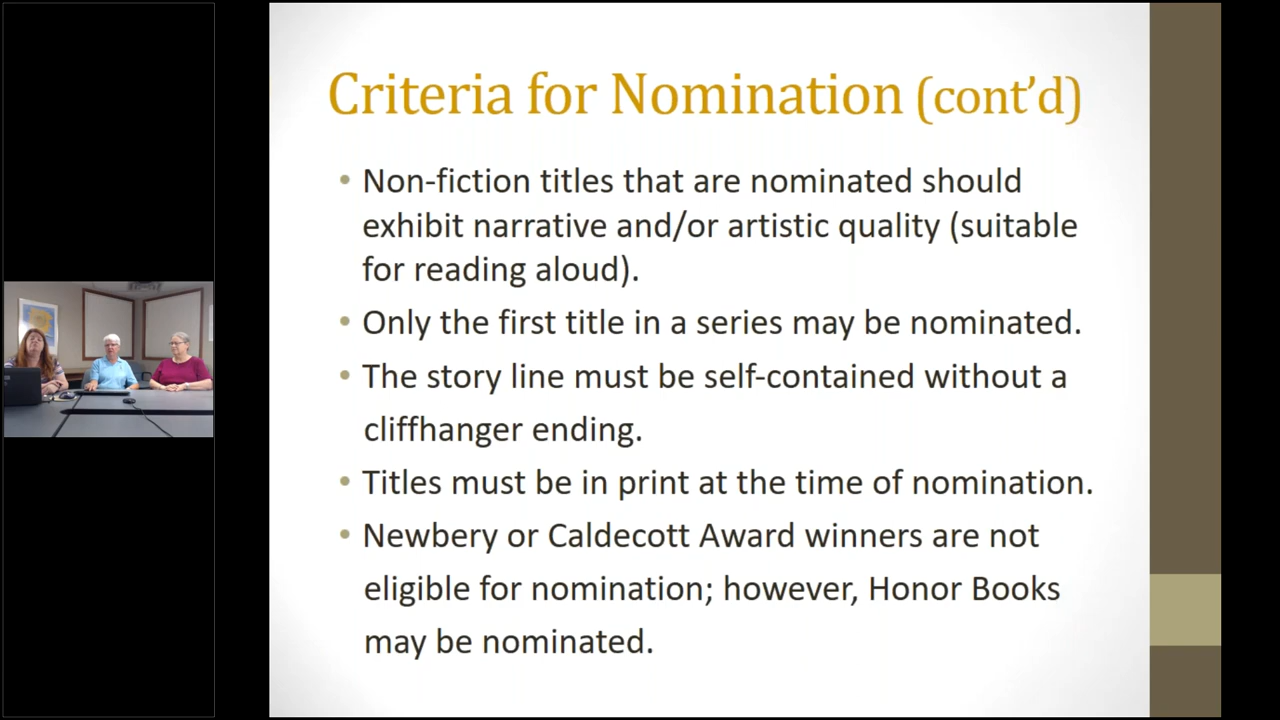 Criteria for Nomination (cont’d)
• Non-fiction titles that are nominated should
exhibit narrative and/or artistic quality (suitable
for reading aloud).
• Only the first title in a series may be nominated.
• The story line must be self-contained without a
cliffhanger ending.
• Titles must be in print at the time of nomination.
• Newbery or Caldecott Award winners are not
eligible for nomination; however, Honor Books
may be nominated.